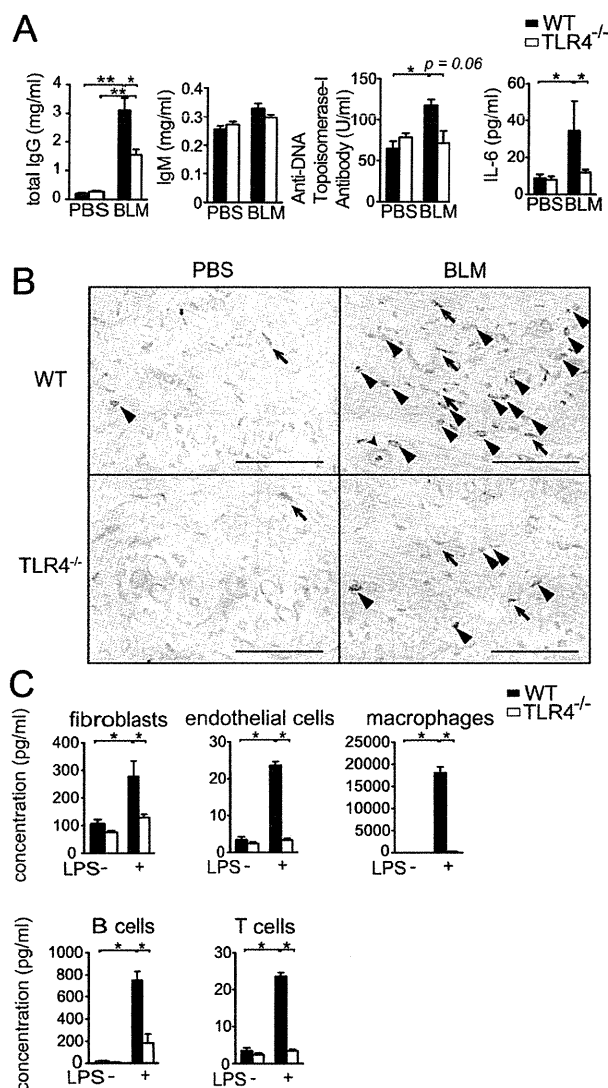 A
WT
TLR4-/-
total IgG (mg/ml)
4
3
2
1
0
** *
**
PBS BLM
IgM (mg/ml)
0.4
0.3
0.2
0.1
0
PBS BLM
Anti-DNA
Topoisomerase-I
Antibody (U/ml)
150
100
50
0
* p = 0.06
PBS BLM
IL-6 (pg/ml)
60
40
20
0
* *
PBS BLM
B
PBS BLM
WT
TLR4-/-
C
WT
TLR4-/-
concentration (pg/ml)
fibroblasts
400
300
200
100
0
* *
LPS - +
endothelial cells
30
20
10
0
* *
LPS - +
macrophages
25000
20000
15000
10000
5000
0
* *
LPS - +
concentration (pg/ml)
B cells
1000
800
600
400
200
0
* *
LPS - +
T cells
30
20
10
0
* *
LPS - +